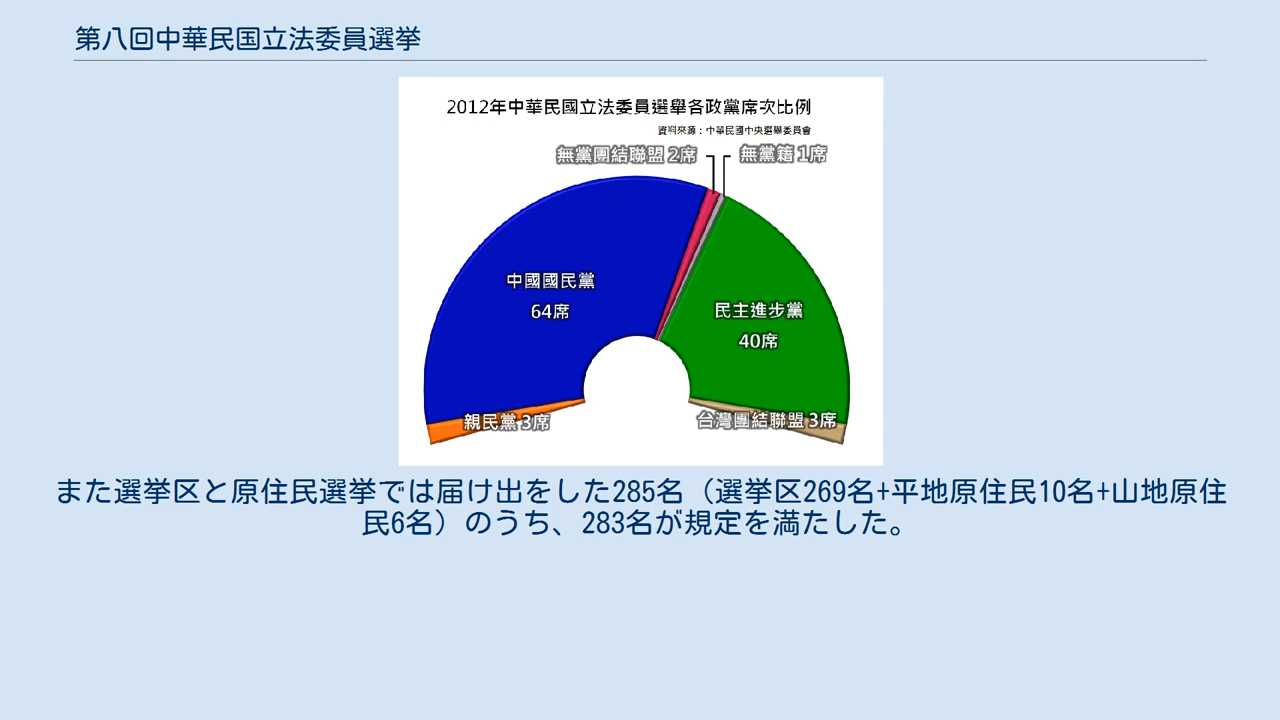 第八回中華民国立法委員選挙
2012年中華民國立法委員選舉各政黨席次比例
資料來源：中華民國中央選舉委員會
無黨團結聯盟 2席
無黨籍 1席
中國國民黨
64席
民主進步黨
40席
親民黨 3席
台灣團結聯盟 3席
また選挙区と原住民選挙では届け出をした285名（選挙区269名+平地原住民10名+山地原住
民6名）のうち、283名が規定を満たした。